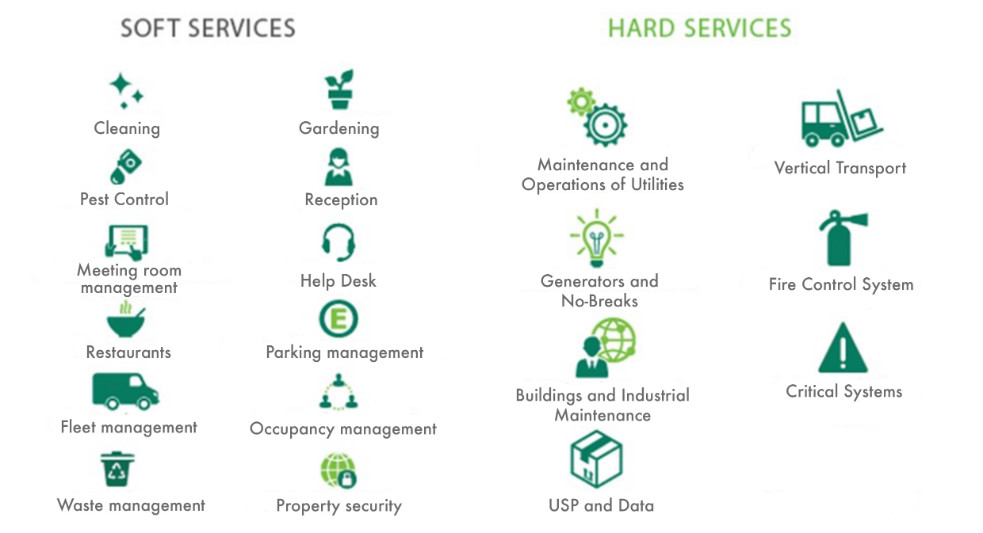 SOFT SERVICES
Cleaning
Gardening
Pest Control
Reception
Meeting room
management
Help Desk
Restaurants
E
Parking management
Fleet management
Occupancy management
Waste management
Property security
HARD SERVICES
Maintenance and
Operations of Utilities
Vertical Transport
Generators and
No-Breaks
Fire Control System
Buildings and Industrial
Maintenance
Critical Systems
USP and Data